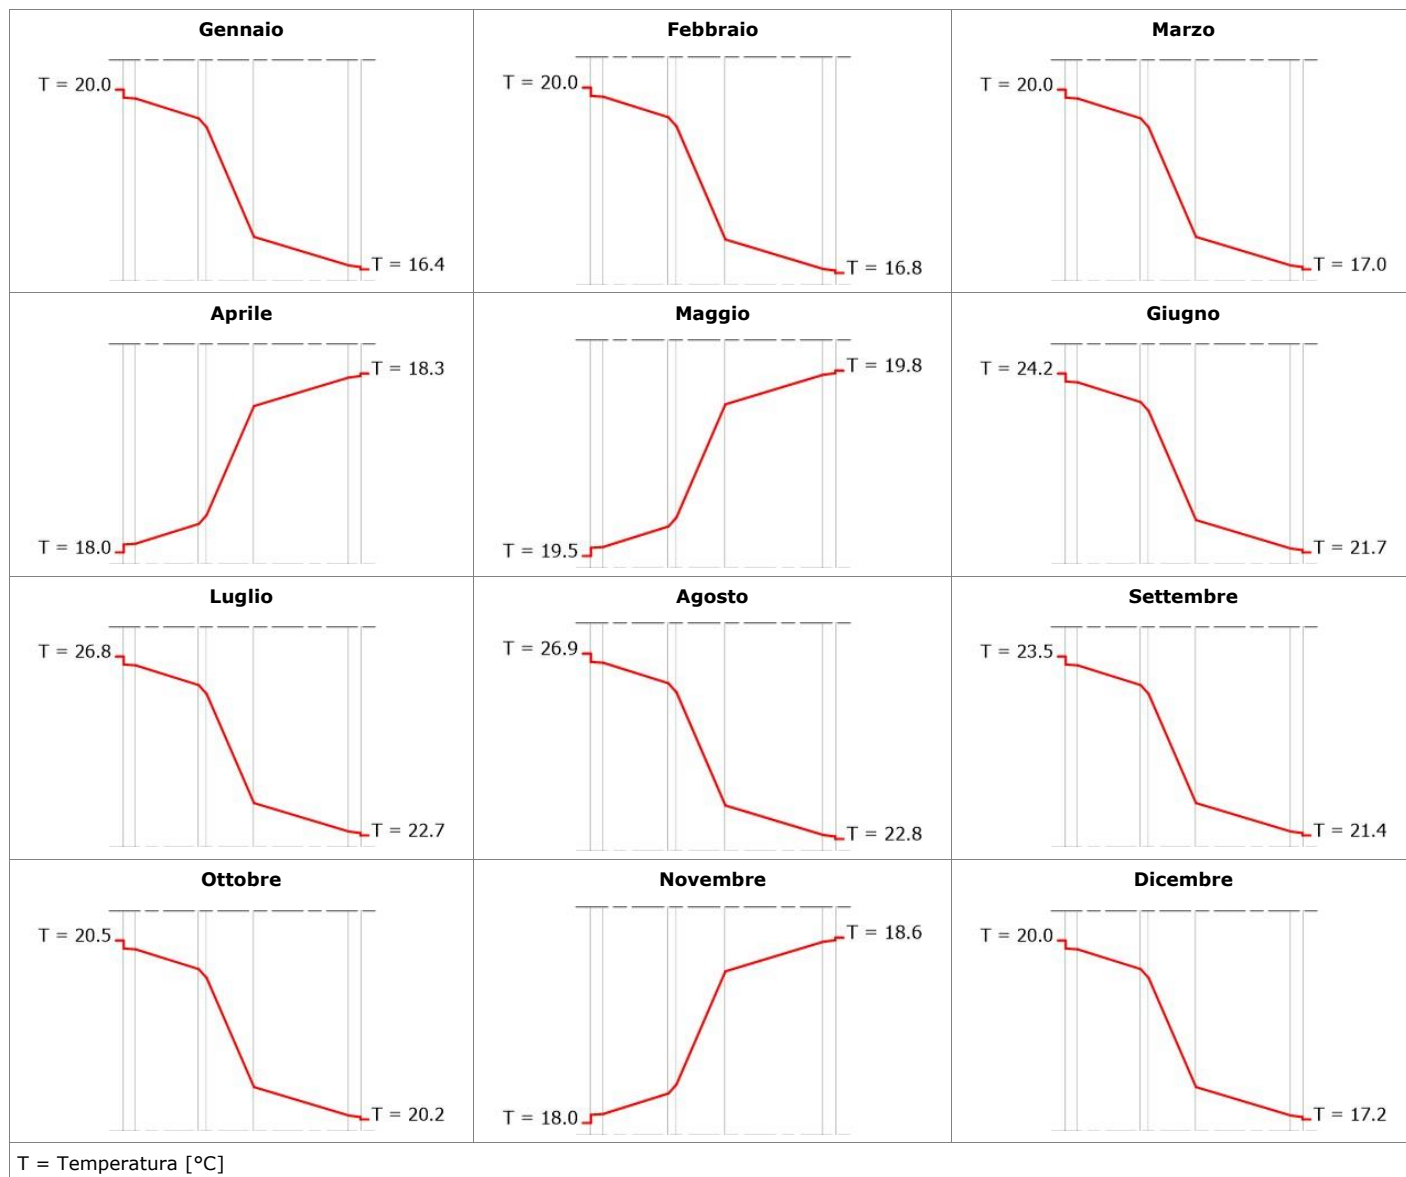 Gennaio
T = 20.0
T = 16.4
Febbraio
T = 20.0
T = 16.8
Marzo
T = 20.0
T = 17.0
Aprile
T = 18.3
T = 18.0
Maggio
T = 19.8
T = 19.5
Giugno
T = 24.2
T = 21.7
Luglio
T = 26.8
T = 22.7
Agosto
T = 26.9
T = 22.8
Settembre
T = 23.5
T = 21.4
Ottobre
T = 20.5
T = 20.2
Novembre
T = 18.6
T = 18.0
Dicembre
T = 20.0
T = 17.2
T = Temperatura [°C]